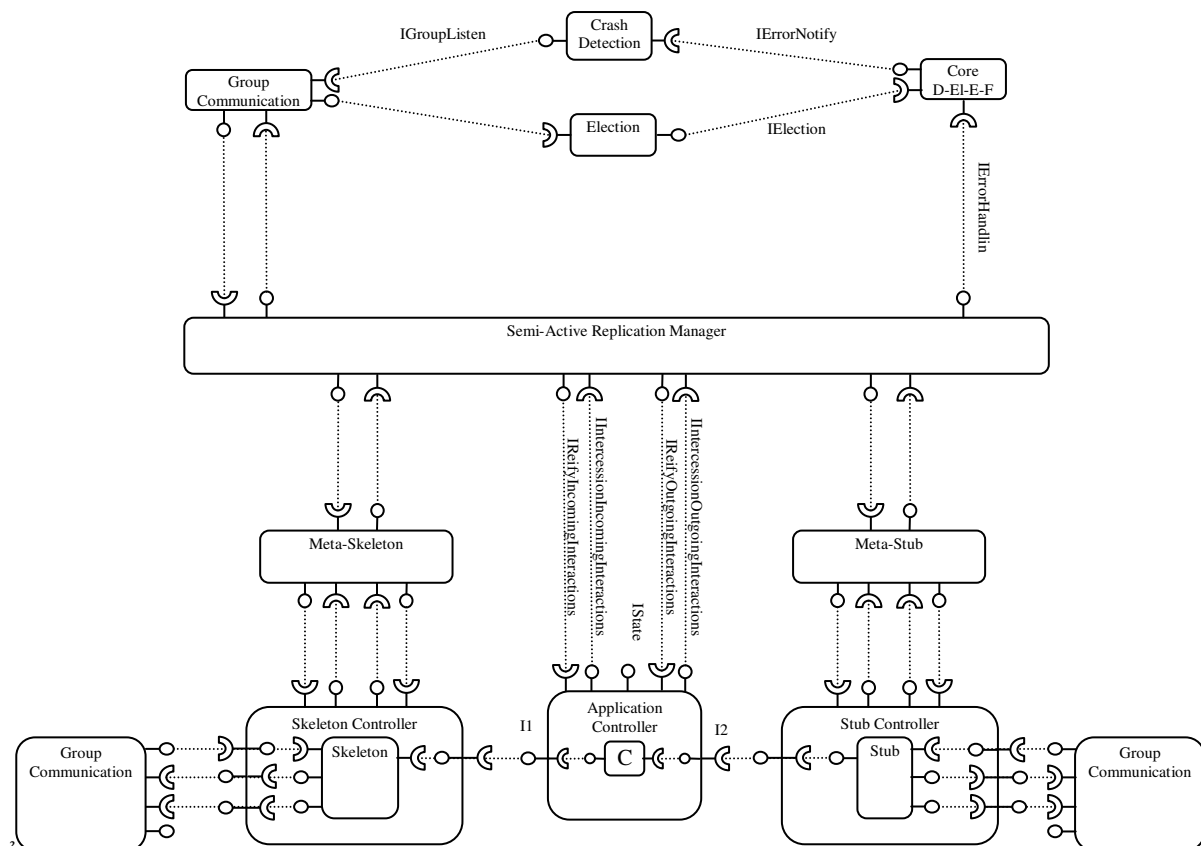 Crash
Detection
IGroupListen
IErrorNotify
Group
Communication
Core
D-El-E-F
Election
IElection
IErrorHandlin
Semi-Active Replication Manager
IReifyIncomingInteractions
IIntercessionIncomingInteractions
IState
IReifyOutgoingInteractions
IIntercessionOutgoingInteractions
Meta-Skeleton
Meta-Stub
Skeleton Controller
Skeleton
I1
Application
Controller
C
I2
Stub Controller
Stub
Group
Communication
Group
Communication
?